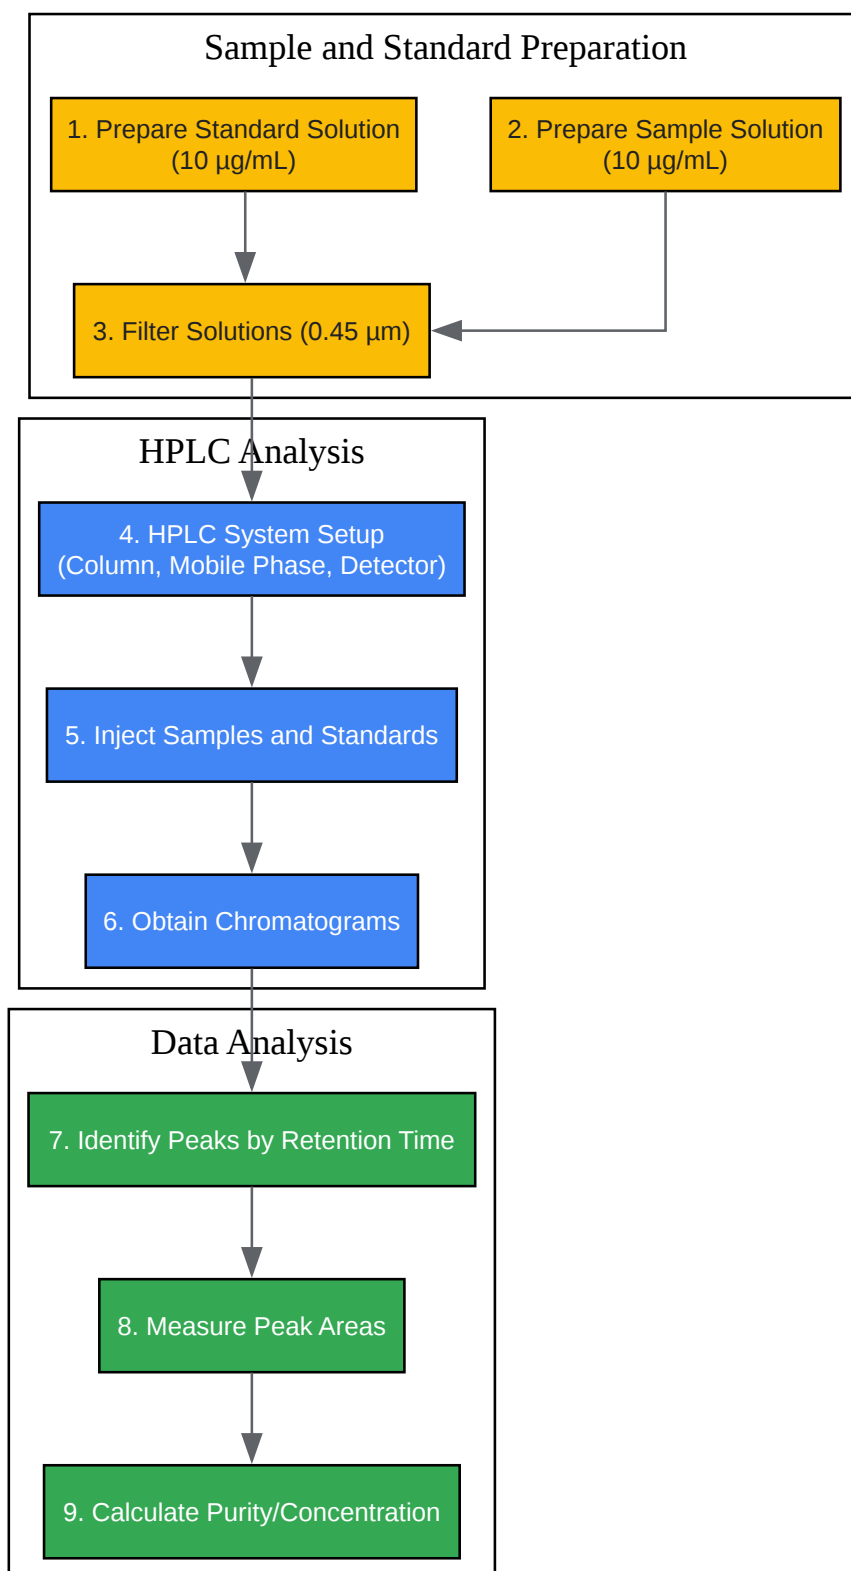 Sample and Standard Preparation
1. Prepare Standard Solution
(10 µg/mL)
2. Prepare Sample Solution
(10 µg/mL)
3. Filter Solutions (0.45 µm)
HPLC Analysis
4. HPLC System Setup
(Column, Mobile Phase, Detector)
5. Inject Samples and Standards
6. Obtain Chromatograms
Data Analysis
7. Identify Peaks by Retention Time
8. Measure Peak Areas
9. Calculate Purity/Concentration